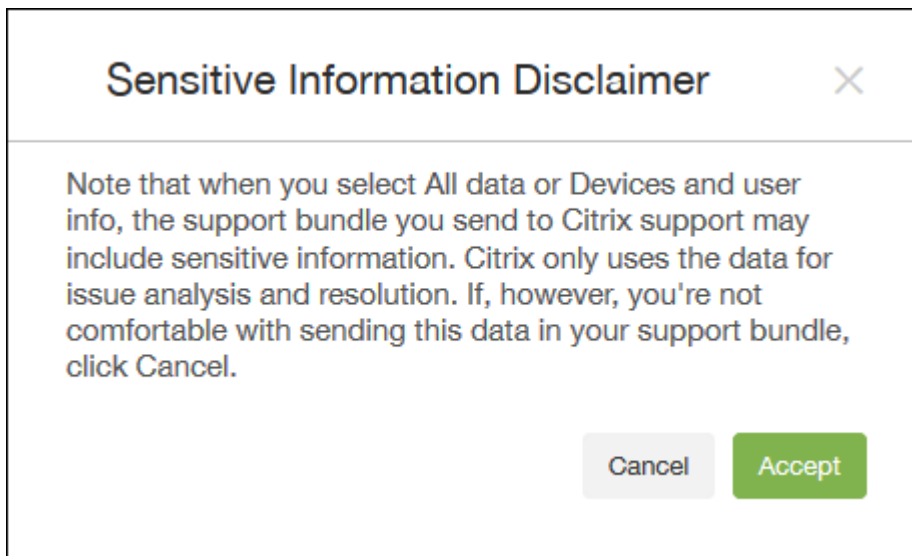 Sensitive Information Disclaimer
Note that when you select All data or Devices and user
info, the support bundle you send to Citrix support may
include sensitive information. Citrix only uses the data for
issue analysis and resolution. If, however, you're not
comfortable with sending this data in your support bundle,
click Cancel.
Cancel Accept